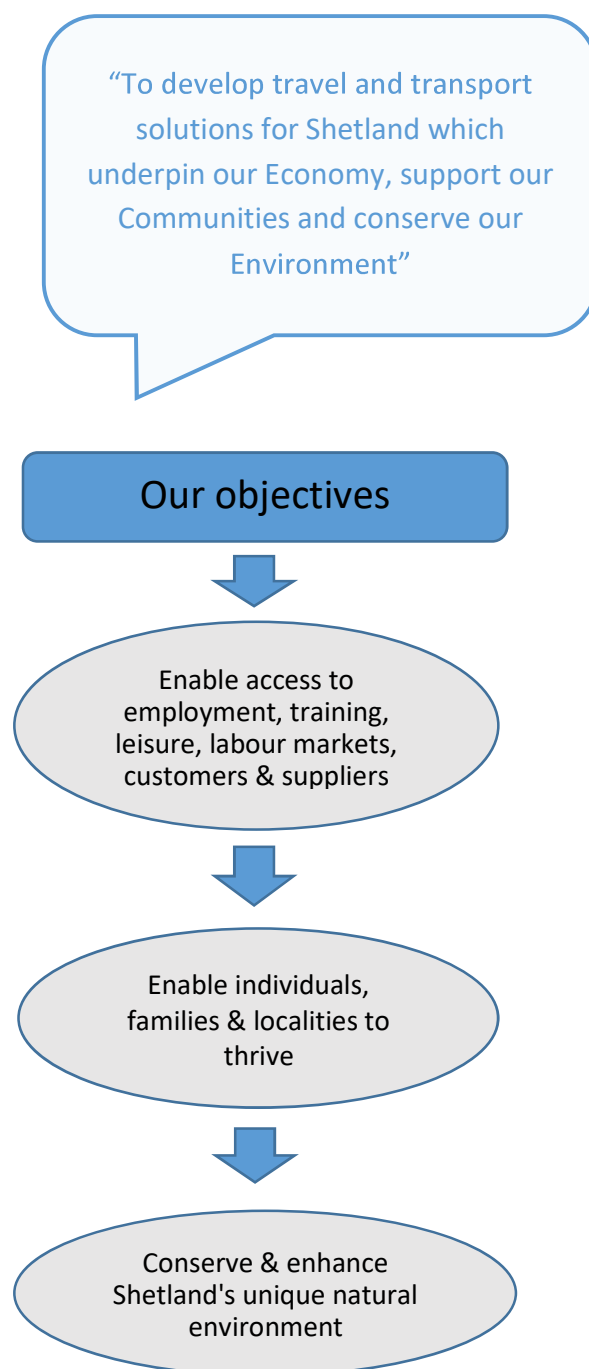 “To develop travel and transport
solutions for Shetland which
underpin our Economy, support our
Communities and conserve our
Environment”
Our objectives
Enable access to
employment, training,
leisure, labour markets,
customers & suppliers
Enable individuals,
families & localities to
thrive
Conserve & enhance
Shetland's unique natural
environment